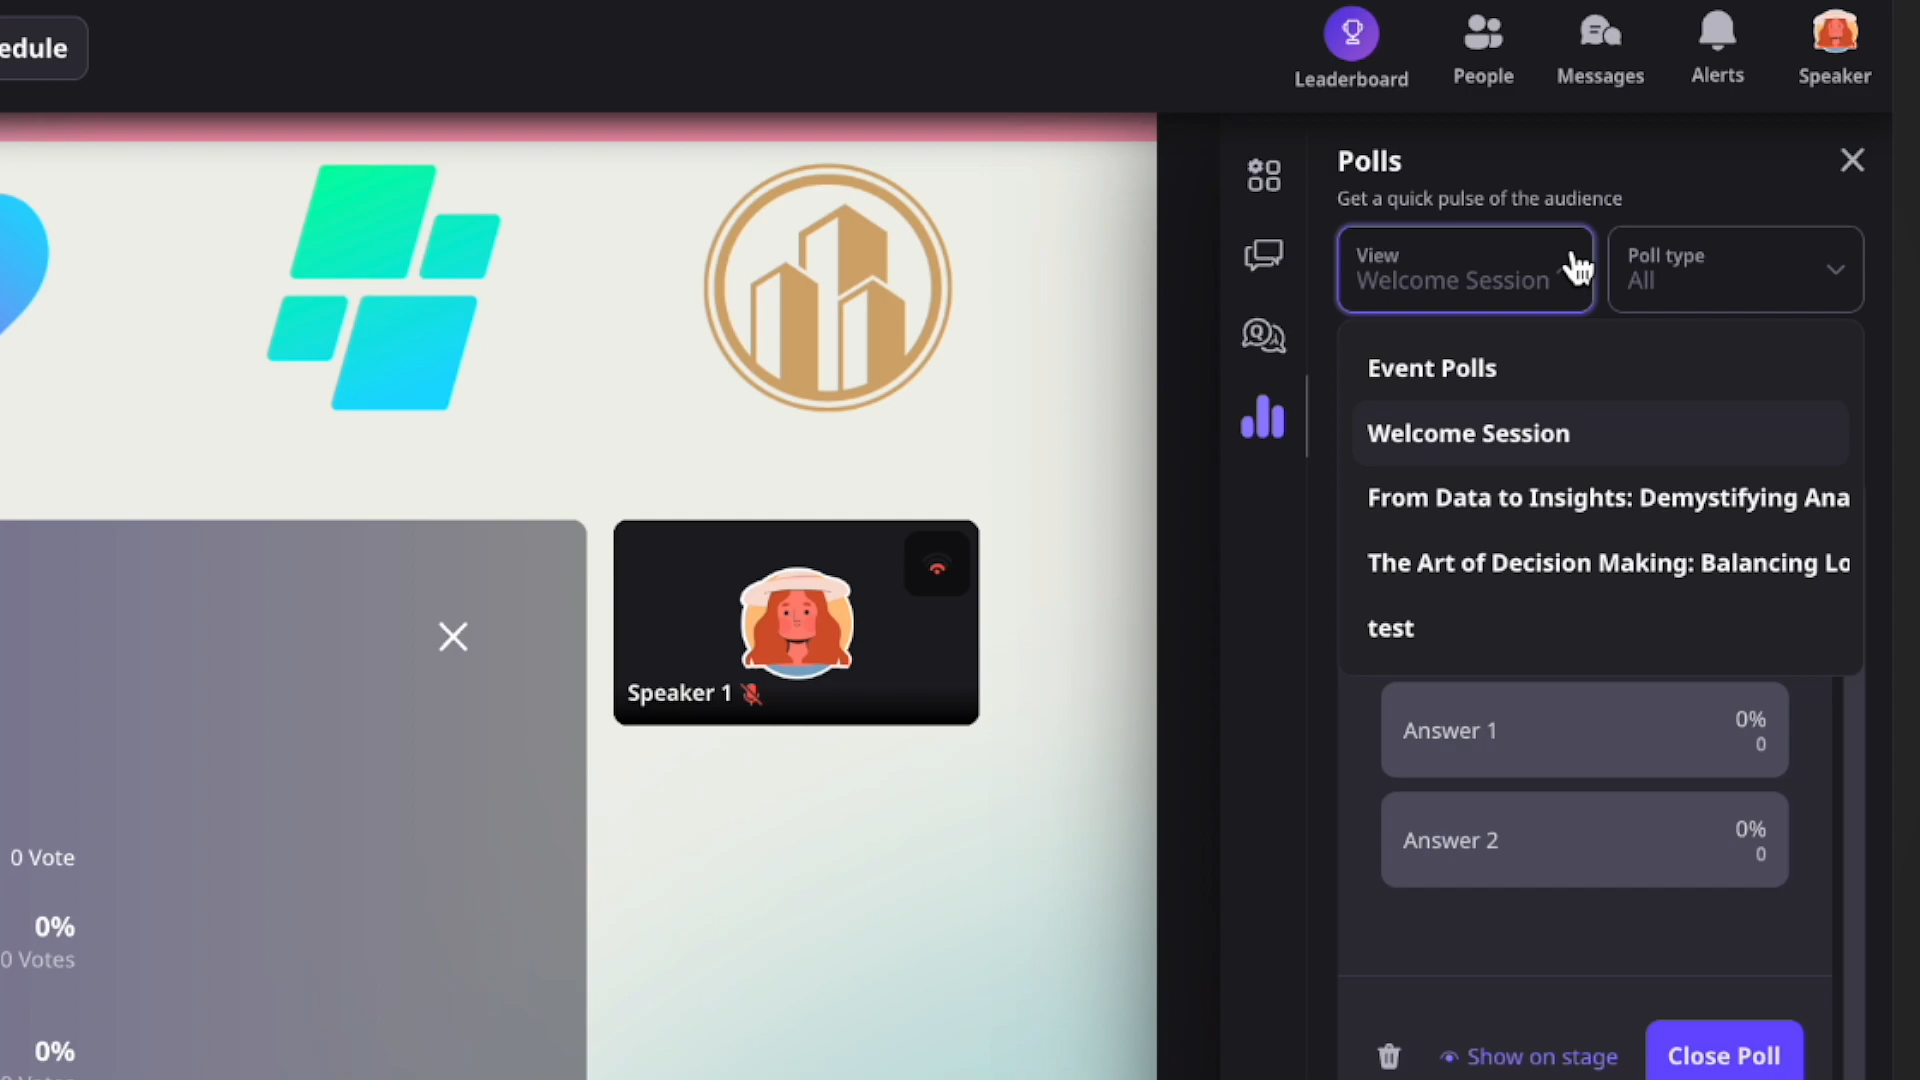 edule
Leaderboard
People
Messages
Alerts
Speaker
Polls
Get a quick pulse of the audience
View
Welcome Session
Poll type
All
Event Polls
Welcome Session
From Data to Insights: Demystifying Ana
The Art of Decision Making: Balancing Lo
test
Speaker 1
Answer 1
0%
0
Answer 2
0%
0
0 Vote
0%
0 Votes
0%
Show on stage
Close Poll